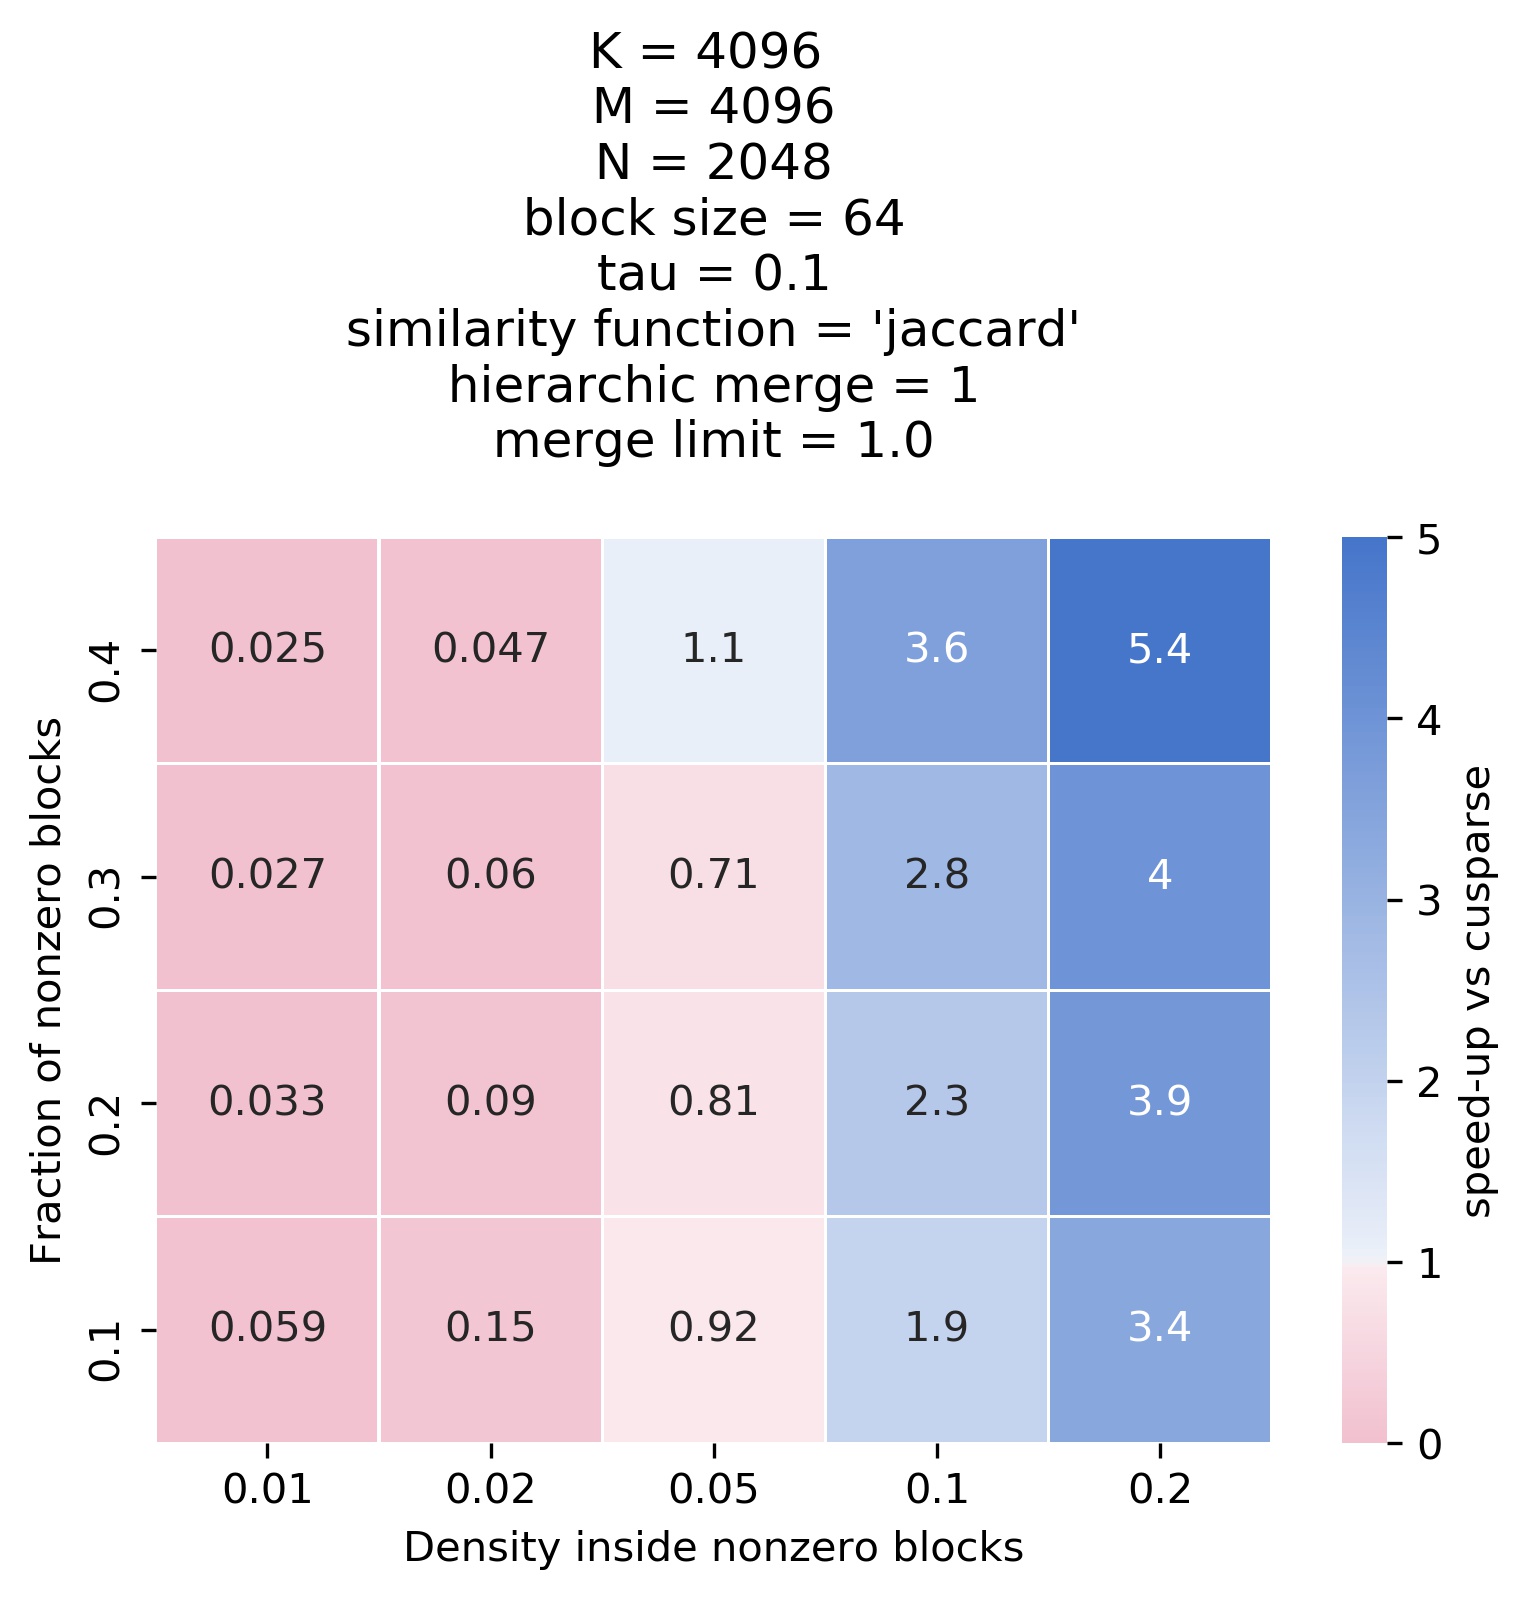 K = 4096
M = 4096
N = 2048
block size = 64
tau = 0.1
similarity function = 'jaccard'
hierarchic merge = 1
merge limit = 1.0
Fraction of nonzero blocks
0.4 0.025 0.047 1.1 3.6 5.4
0.3 0.027 0.06 0.71 2.8 4
0.2 0.033 0.09 0.81 2.3 3.9
0.1 0.059 0.15 0.92 1.9 3.4
0.01 0.02 0.05 0.1 0.2
Density inside nonzero blocks
5
4
3
2
1
0
speed-up vs cusparse